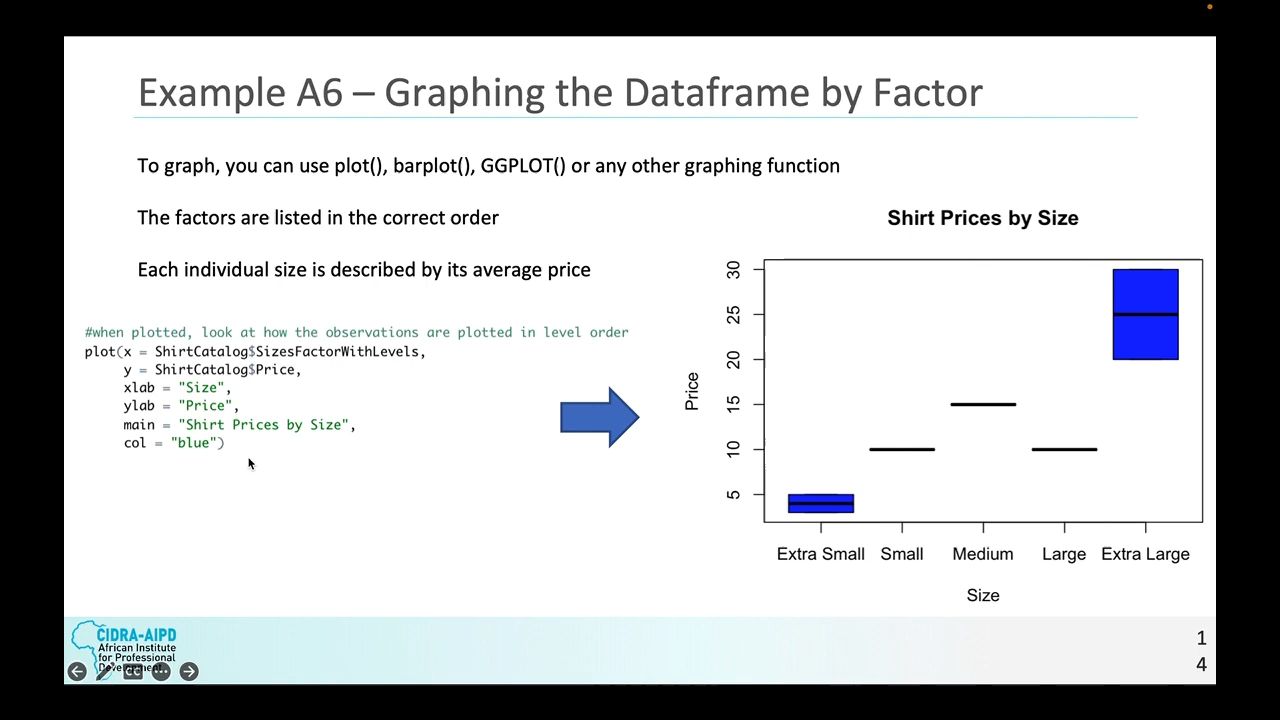 Example A6 – Graphing the Dataframe by Factor
To graph, you can use plot(), barplot(), GGPLOT() or any other graphing function
The factors are listed in the correct order
Each individual size is described by its average price
#when plotted, look at how the observations are plotted in level order
plot(x = ShirtCatalog$SizesFactorWithLevels,
y = ShirtCatalog$Price,
xlab = "Size",
ylab = "Price",
main = "Shirt Prices by Size",
col = "blue")
Shirt Prices by Size
Price
30
25
20
15
10
5
Extra Small Small Medium Large Extra Large
Size
CIDRA-AIPD
African Institute
for Professional
Development
CC
1
4